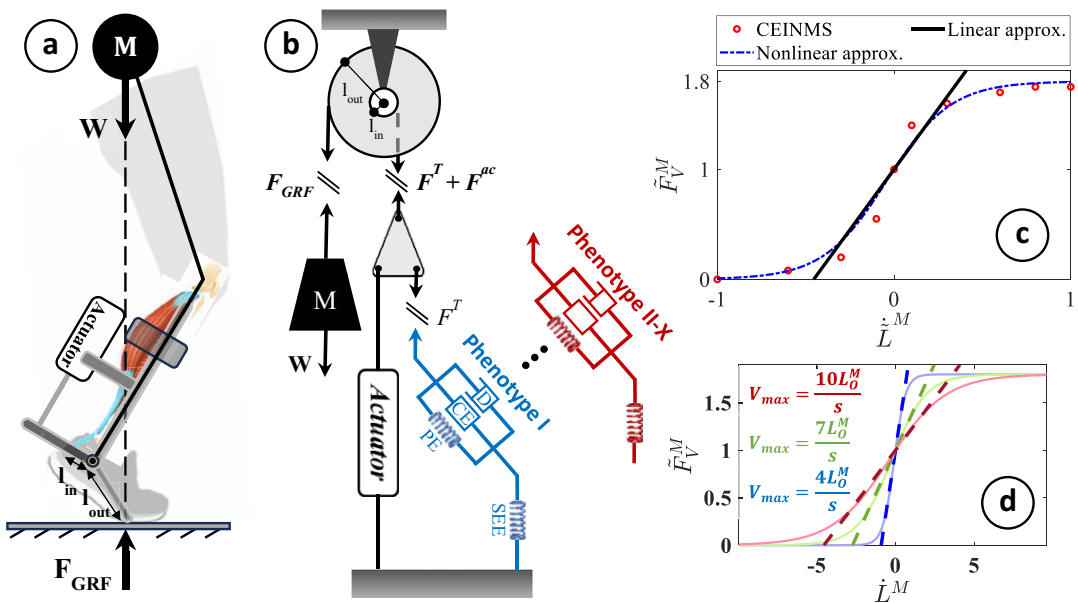 a
M
W
Actuator
l_in
l_out
F_GRF
b
l_out
l_in
F_GRF
F^T + F^ac
M
W
F^T
Actuator
Phenotype I
D
CE
PE
SEE
Phenotype II-X
CEINMS
Linear approx.
Nonlinear approx.
1.8
1
0
-1
0
1
F̃_V^M
L̃̇^M
c
V_max = 10L_O^M/s
V_max = 7L_O^M/s
V_max = 4L_O^M/s
1.5
1
0.5
0
-5
0
5
F̃_V^M
L̇^M
d